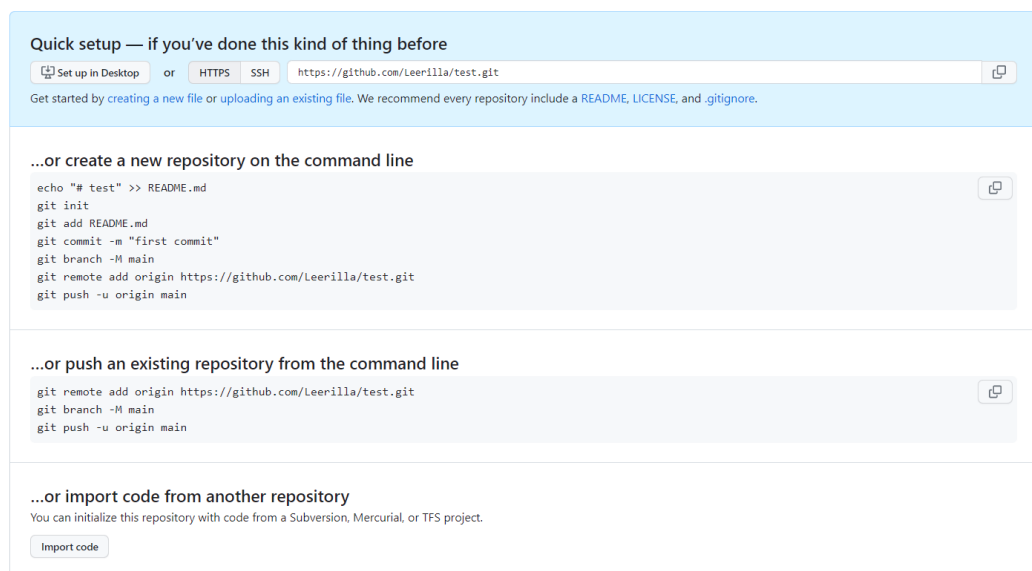 Quick setup — if you’ve done this kind of thing before
Set up in Desktop or HTTPS SSH https://github.com/Leerilla/test.git
Get started by creating a new file or uploading an existing file. We recommend every repository include a README, LICENSE, and .gitignore.
…or create a new repository on the command line
echo "# test" >> README.md
git init
git add README.md
git commit -m "first commit"
git branch -M main
git remote add origin https://github.com/Leerilla/test.git
git push -u origin main
…or push an existing repository from the command line
git remote add origin https://github.com/Leerilla/test.git
git branch -M main
git push -u origin main
…or import code from another repository
You can initialize this repository with code from a Subversion, Mercurial, or TFS project.
Import code